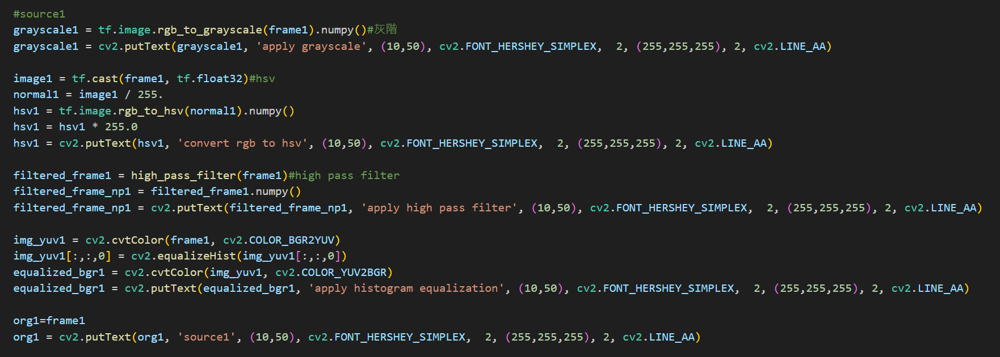 #source1
grayscale1 = tf.image.rgb_to_grayscale(frame1).numpy()#灰階
grayscale1 = cv2.putText(grayscale1, 'apply grayscale', (10,50), cv2.FONT_HERSHEY_SIMPLEX,  2, (255,255,255), 2, cv2.LINE_AA)
image1 = tf.cast(frame1, tf.float32)#hsv
normal1 = image1 / 255.
hsv1 = tf.image.rgb_to_hsv(normal1).numpy()
hsv1 = hsv1 * 255.0
hsv1 = cv2.putText(hsv1, 'convert rgb to hsv', (10,50), cv2.FONT_HERSHEY_SIMPLEX,  2, (255,255,255), 2, cv2.LINE_AA)
filtered_frame1 = high_pass_filter(frame1)#high pass filter
filtered_frame_np1 = filtered_frame1.numpy()
filtered_frame_np1 = cv2.putText(filtered_frame_np1, 'apply high pass filter', (10,50), cv2.FONT_HERSHEY_SIMPLEX,  2, (255,255,255), 2, cv2.LINE_AA)
img_yuv1 = cv2.cvtColor(frame1, cv2.COLOR_BGR2YUV)
img_yuv1[:,:,0] = cv2.equalizeHist(img_yuv1[:,:,0])
equalized_bgr1 = cv2.cvtColor(img_yuv1, cv2.COLOR_YUV2BGR)
equalized_bgr1 = cv2.putText(equalized_bgr1, 'apply histogram equalization', (10,50), cv2.FONT_HERSHEY_SIMPLEX,  2, (255,255,255), 2, cv2.LINE_AA)
org1=frame1
org1 = cv2.putText(org1, 'source1', (10,50), cv2.FONT_HERSHEY_SIMPLEX,  2, (255,255,255), 2, cv2.LINE_AA)